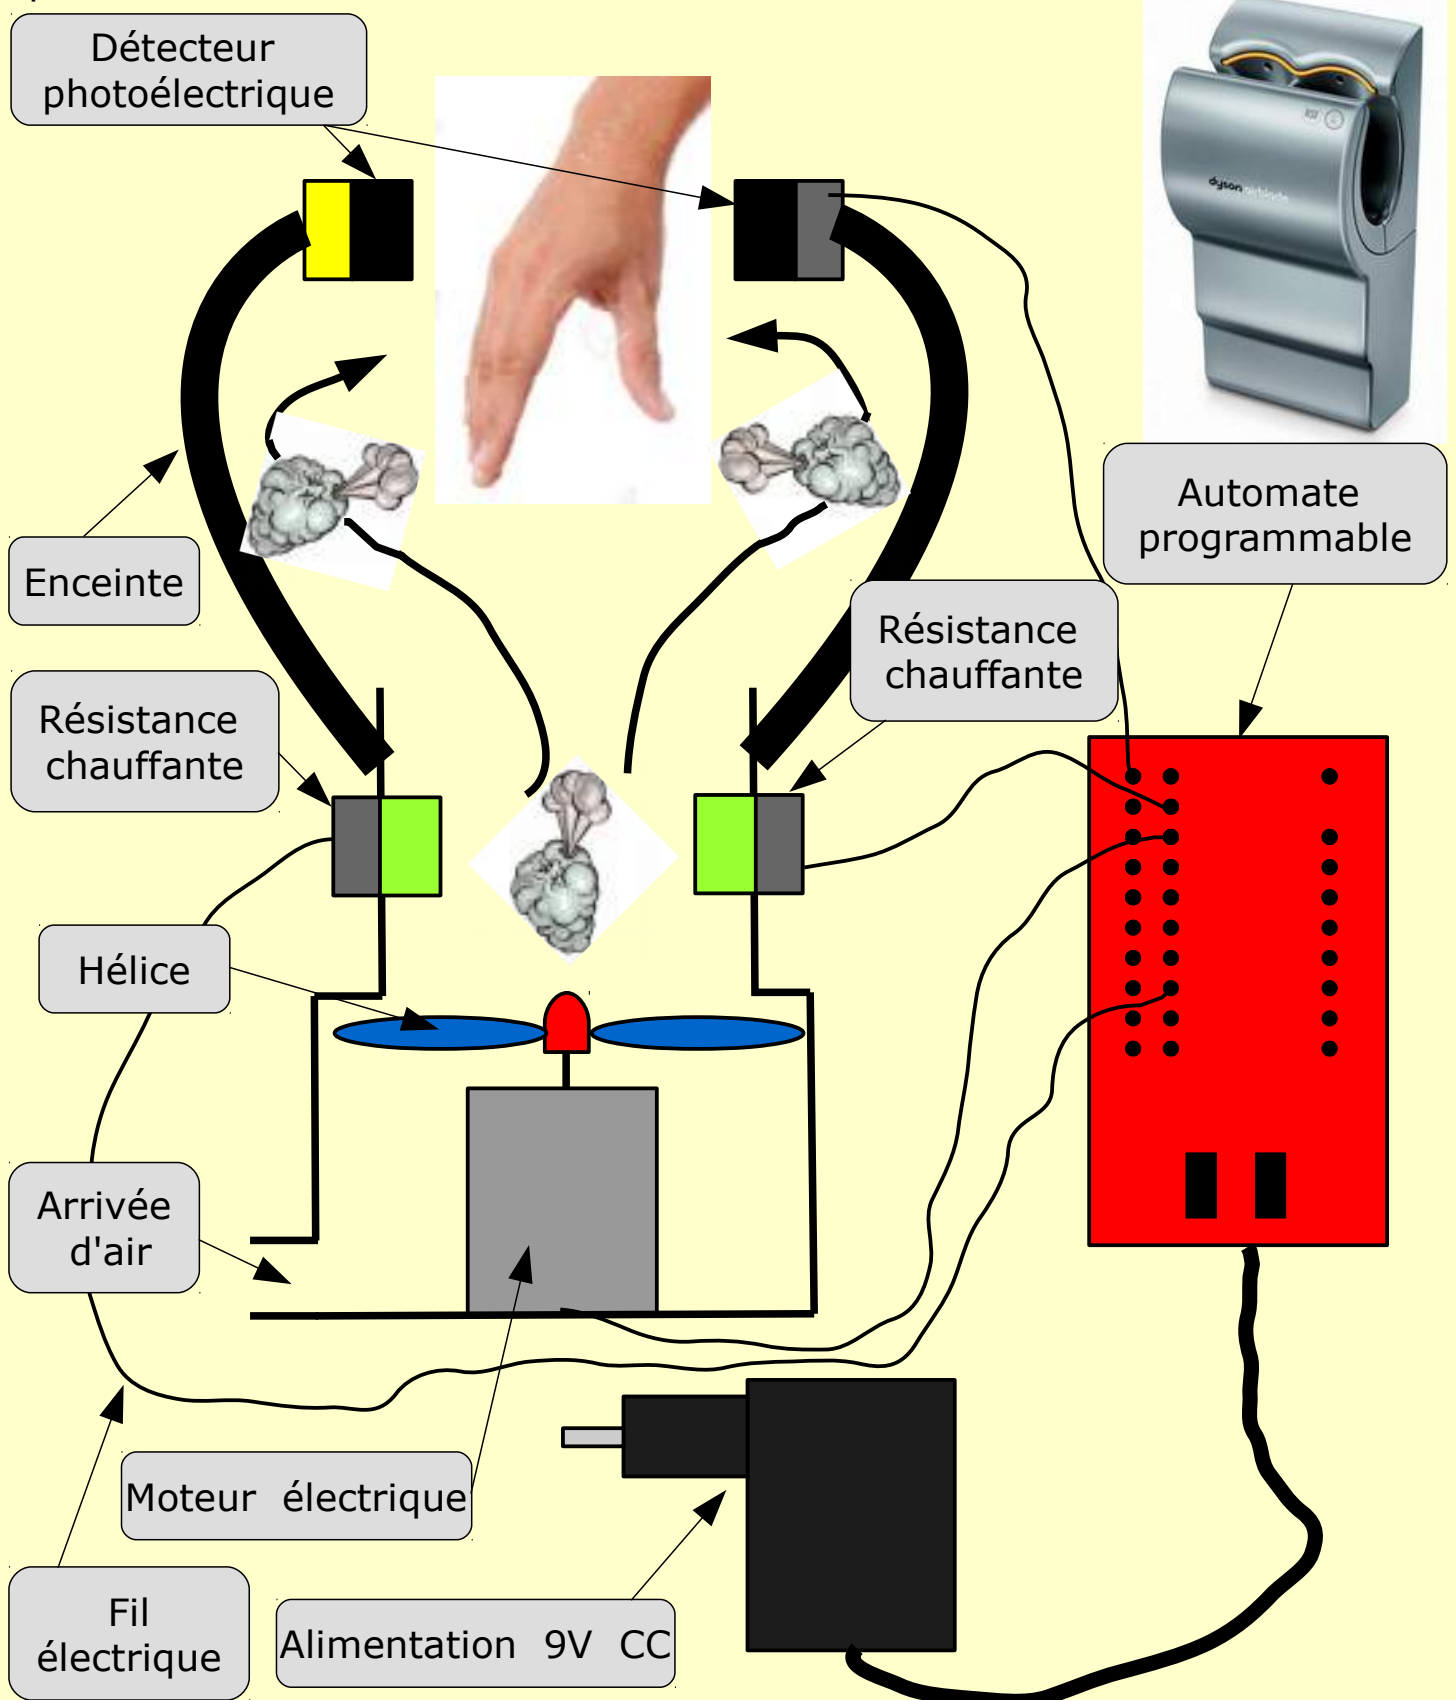 Détecteur
photoélectrique
dyson airblade
Enceinte
Automate
programmable
Résistance
chauffante
Résistance
chauffante
Hélice
Arrivée
d'air
Moteur électrique
Fil
électrique
Alimentation 9V CC